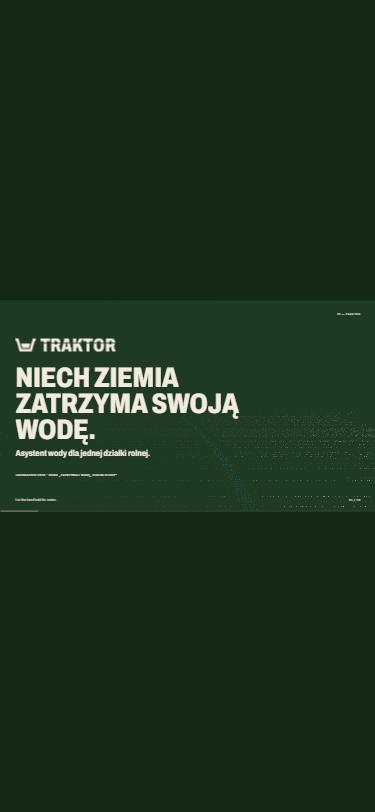 TRAKTOR
NIECH ZIEMIA
ZATRZYMA SWOJĄ
WODĘ.
Asystent wody dla jednej działki rolnej.